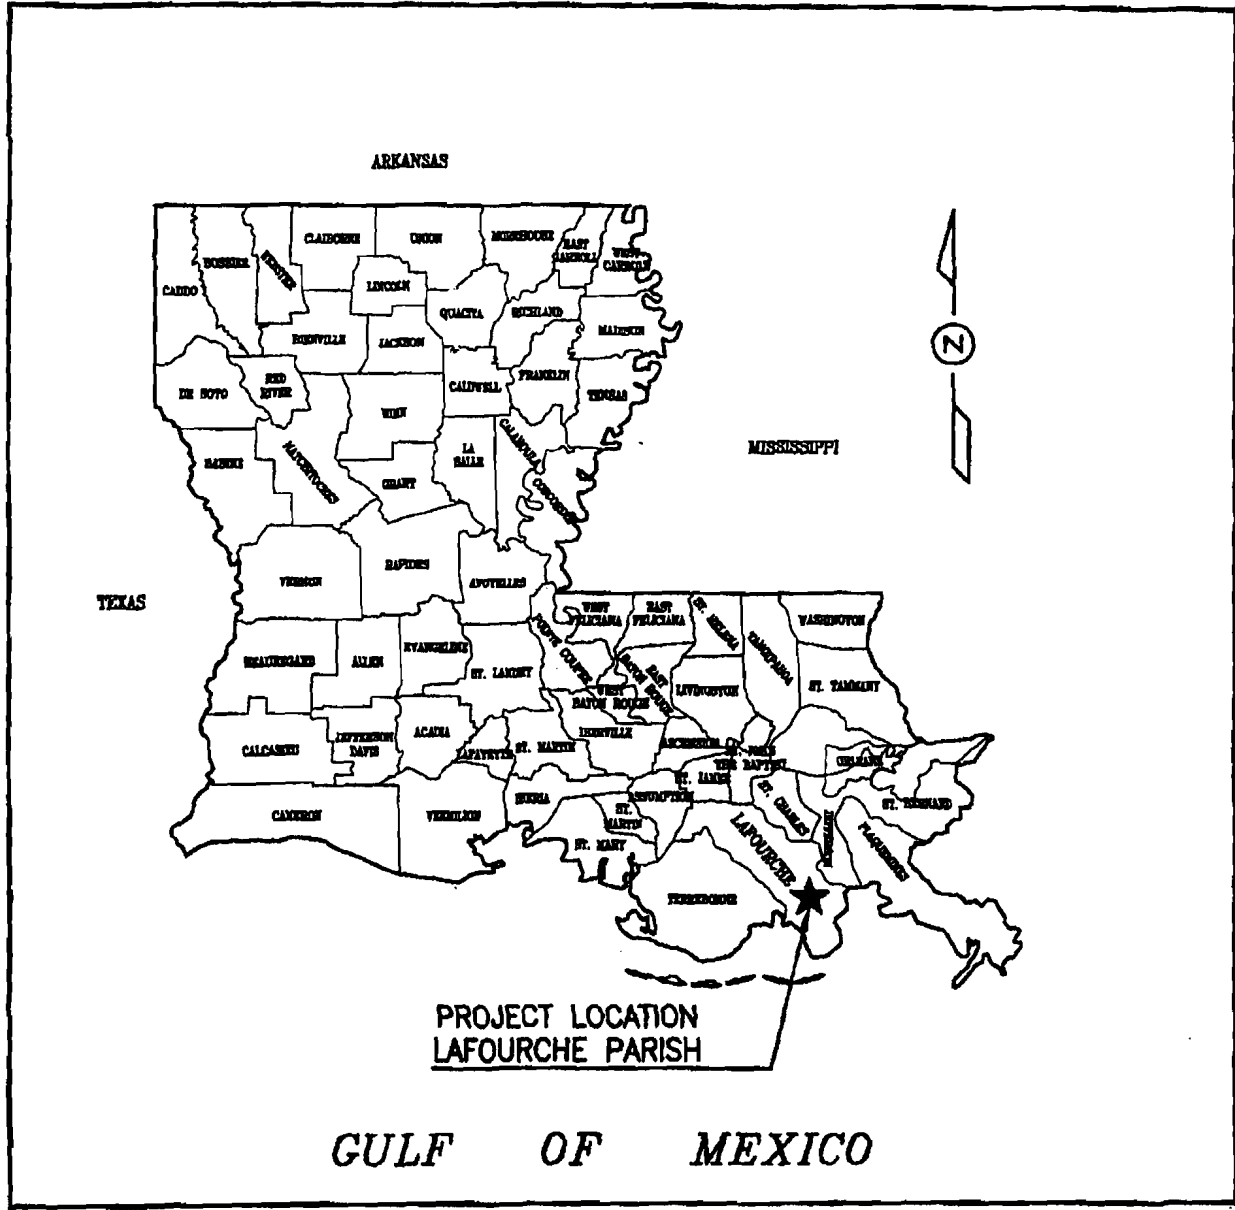 ARKANSAS
CLAIBORNE
UNION
MOREHOUSE
EAST
CARROLL
WEST
CARROLL
BOSSIER
WEBSTER
CADDO
LINCOLN
QUACITA
RICHLAND
MADISON
BIENVILLE
JACKSON
FRANKLIN
DE SOTO
RED
RIVER
CALDWELL
TENSAS
WINN
MISSISSIPPI
SABINE
LA
SALLE
GRANT
CONCORDIA
N
VERNON
RAPIDES
AVOYELLES
TEXAS
WEST
FELICIANA
EAST
FELICIANA
ST. HELENA
TANGIPAHOA
WASHINGTON
POINTE COUPEE
BEAUREGARD
ALLEN
EVANGELINE
ST. LANDRY
EAST
BATON ROUGE
LIVINGSTON
ST. TAMMANY
WEST
BATON ROUGE
CALCASIEU
JEFFERSON
DAVIS
ACADIA
LAFAYETTE
ST. MARTIN
IBERVILLE
ASCENSION
ST. JOHN
THE BAPTIST
ORLEANS
ST. JAMES
ST. CHARLES
ST. BERNARD
CAMERON
VERMILION
IBERIA
ASSUMPTION
ST.
MARTIN
ST. MARY
LAFOURCHE
PLAQUEMINES
TERREBONNE
PROJECT LOCATION
LAFOURCHE PARISH
GULF OF MEXICO